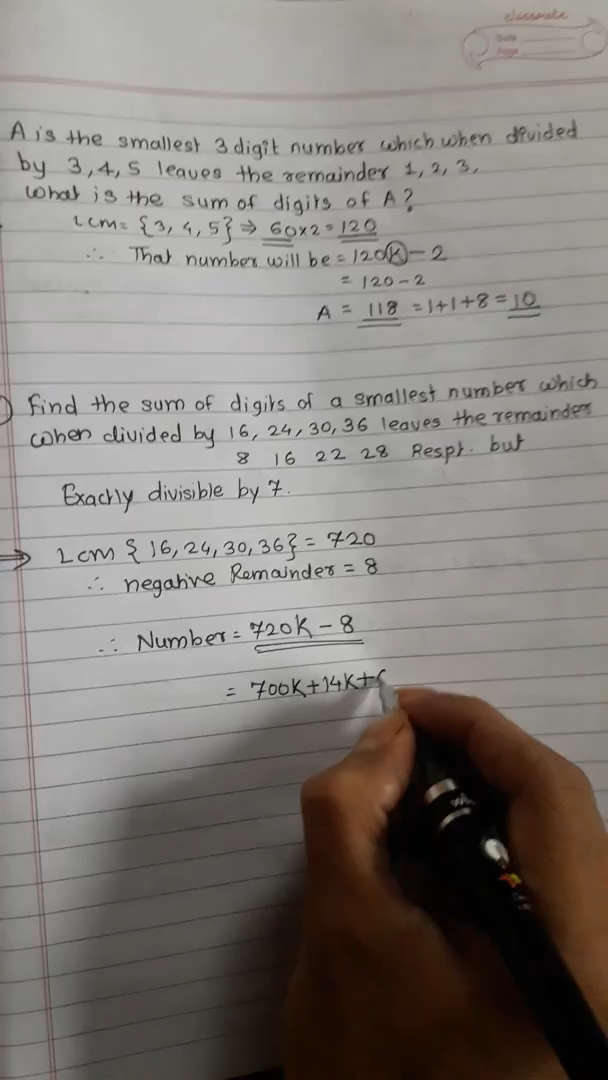 classmate
Date
Page
A is the smallest 3 digit number which when divided
by 3, 4, 5 leaves the remainder 1, 2, 3.
What is the sum of digits of A?
LCM = {3, 4, 5} ⇒ 60×2 = 120
∴ That number will be = 120K - 2
= 120 - 2
A = 118 = 1+1+8 = 10
Find the sum of digits of a smallest number which
when divided by 16, 24, 30, 36 leaves the remainder
8 16 22 28 Respt. but
Exactly divisible by 7.
⇒ LCM {16, 24, 30, 36} = 720
∴ negative Remainder = 8
∴ Number = 720K - 8
= 700K+14K+